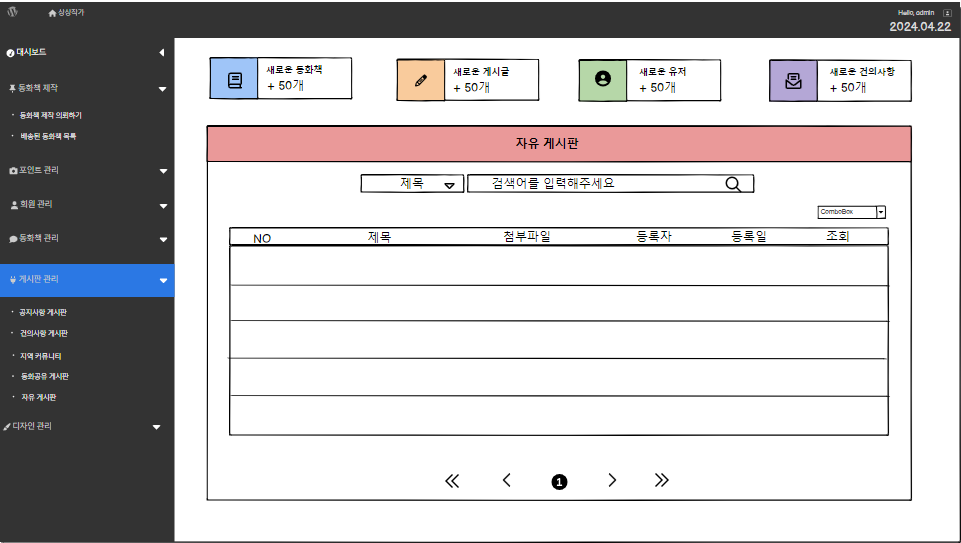 상상작가
Hello, admin
2024.04.22
대시보드
동화책 제작
· 동화책 제작 의뢰하기
· 배송된 동화책 목록
포인트 관리
회원 관리
동화책 관리
게시판 관리
· 공지사항 게시판
· 건의사항 게시판
· 지역 커뮤니티
· 동화공유 게시판
· 자유 게시판
디자인 관리
새로운 동화책
+ 50개
새로운 게시글
+ 50개
새로운 유저
+ 50개
새로운 건의사항
+ 50개
자유 게시판
제목 검색어를 입력해주세요
ComboBox
NO 제목 첨부파일 등록자 등록일 조회
1